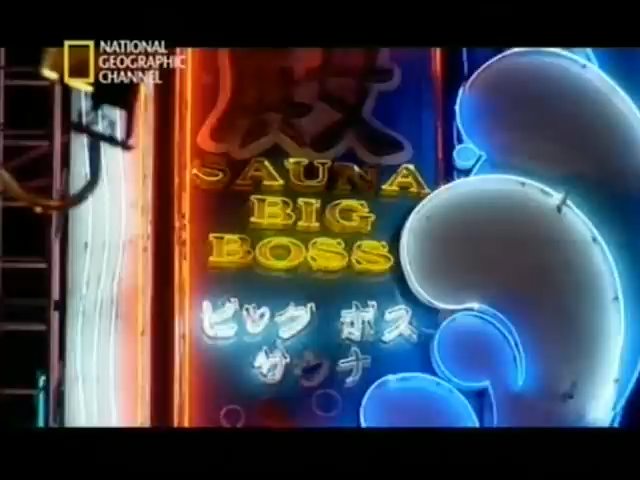 NATIONAL
GEOGRAPHIC
CHANNEL
SAUNA
BIG
BOSS
ビッグ ボス
サウナ